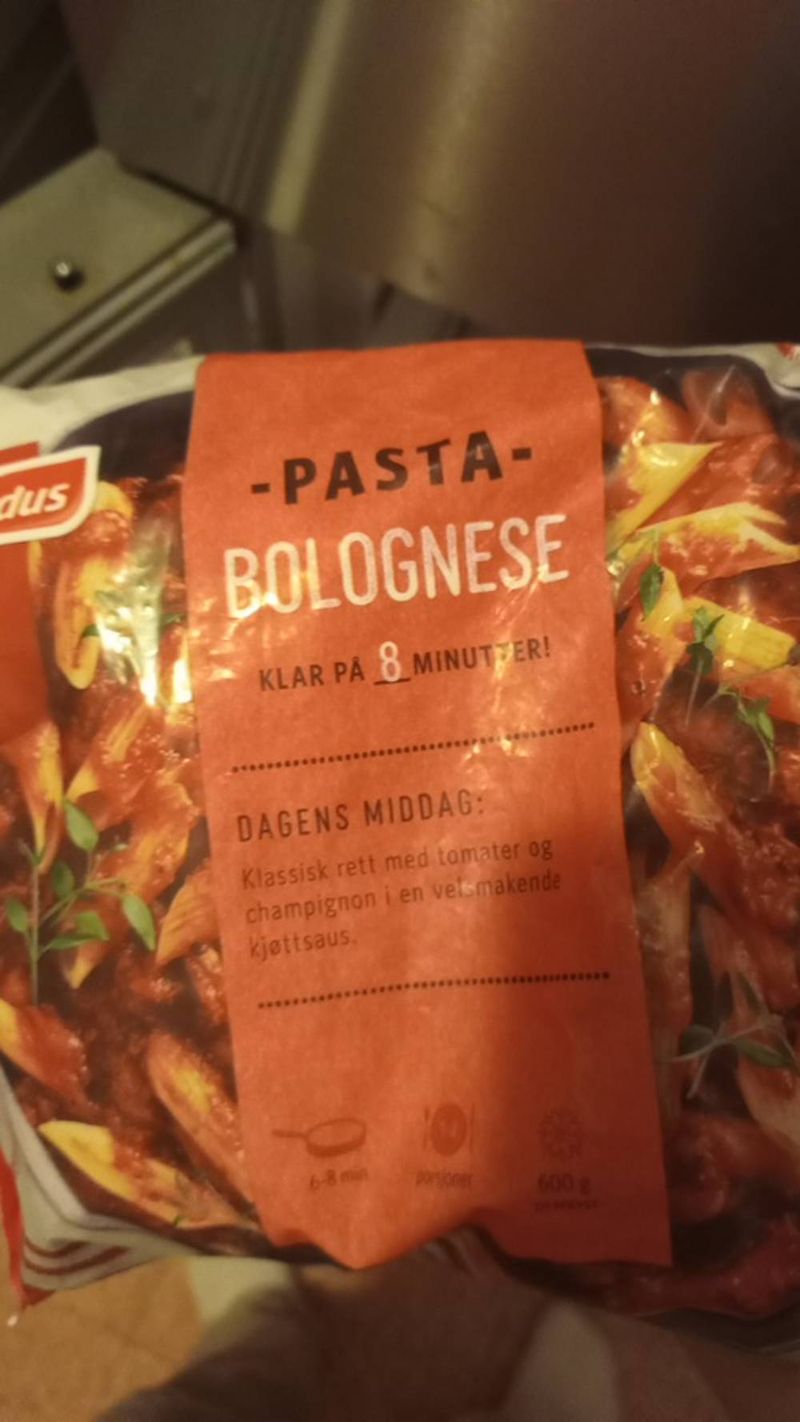 dus
-PASTA-
BOLOGNESE
KLAR PÅ 8 MINUTTER!
DAGENS MIDDAG:
Klassisk rett med tomater og
champignon i en velsmakende
kjøttsaus.
6-8 min
porsjoner
600 g